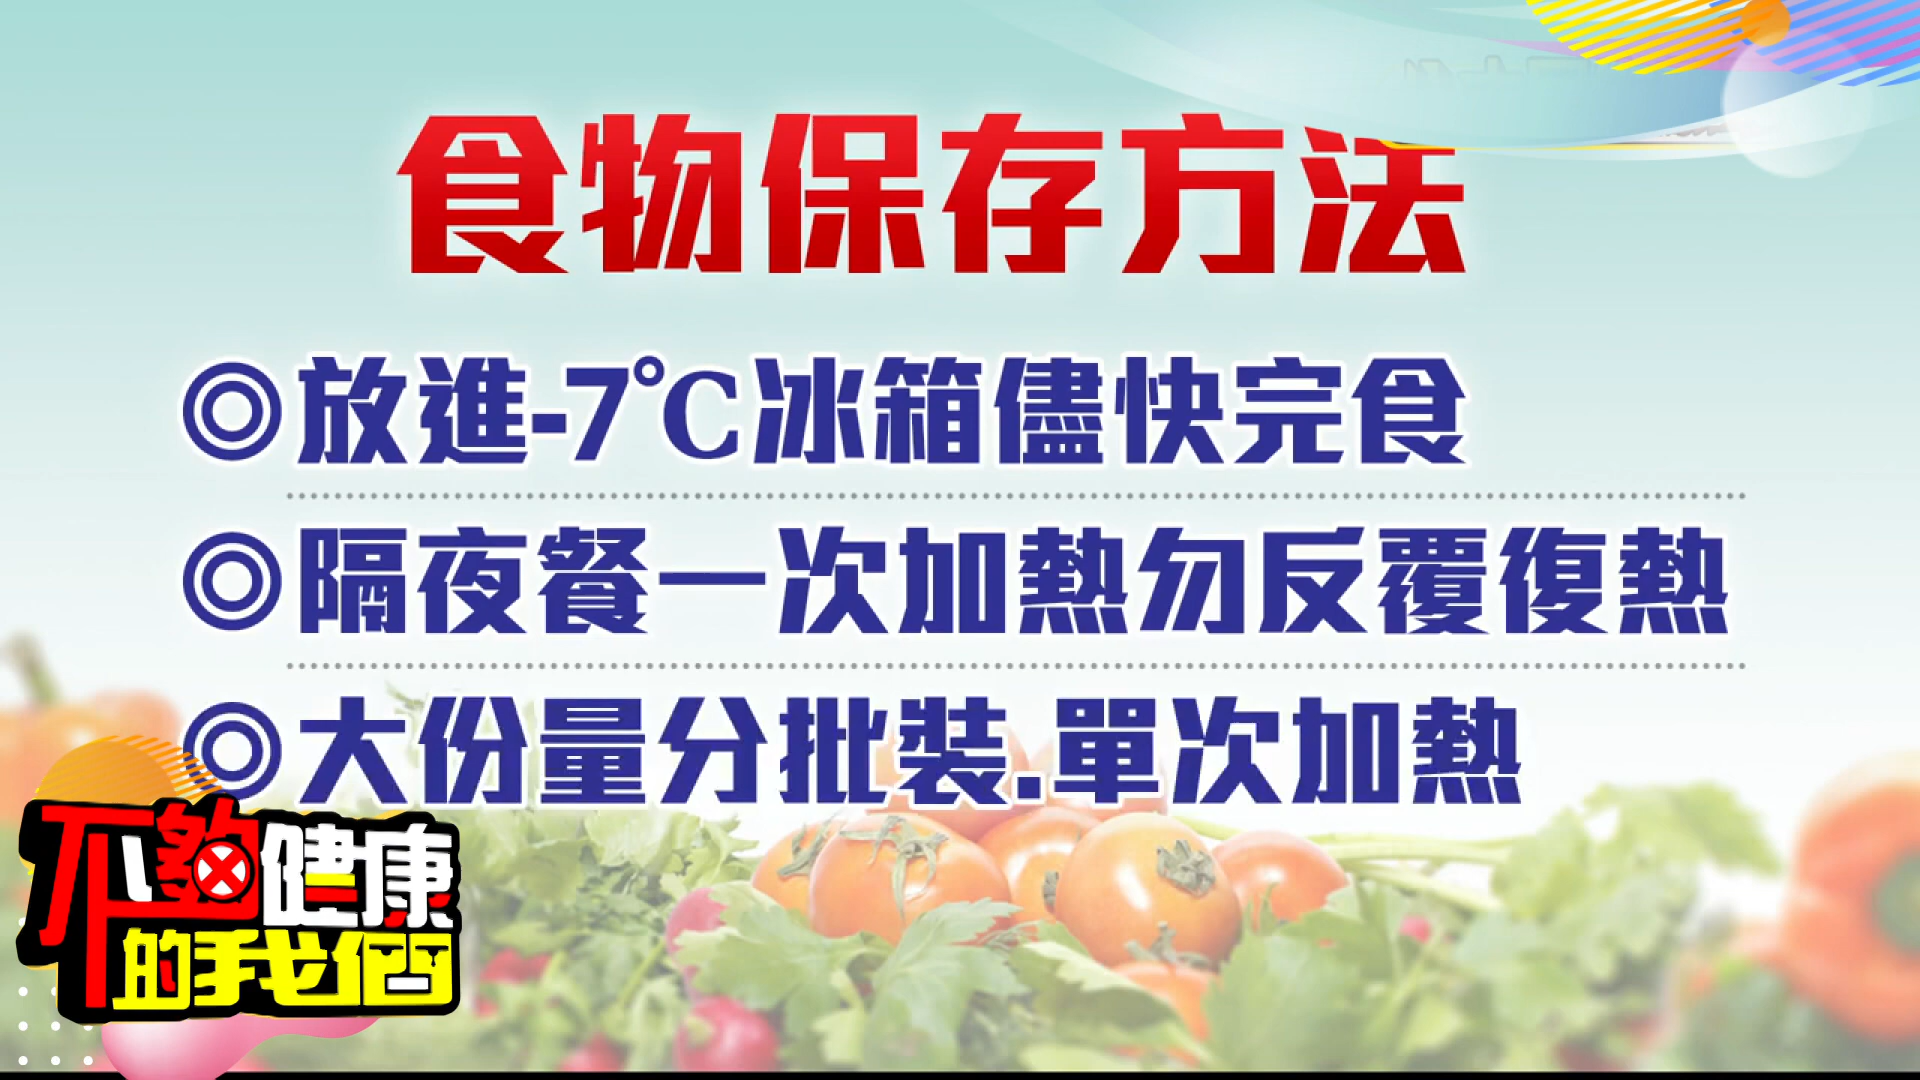 食物保存方法
◎放進-7℃冰箱儘快完食
◎隔夜餐一次加熱勿反覆復熱
◎大份量分批裝.單次加熱
不夠健康
的我個